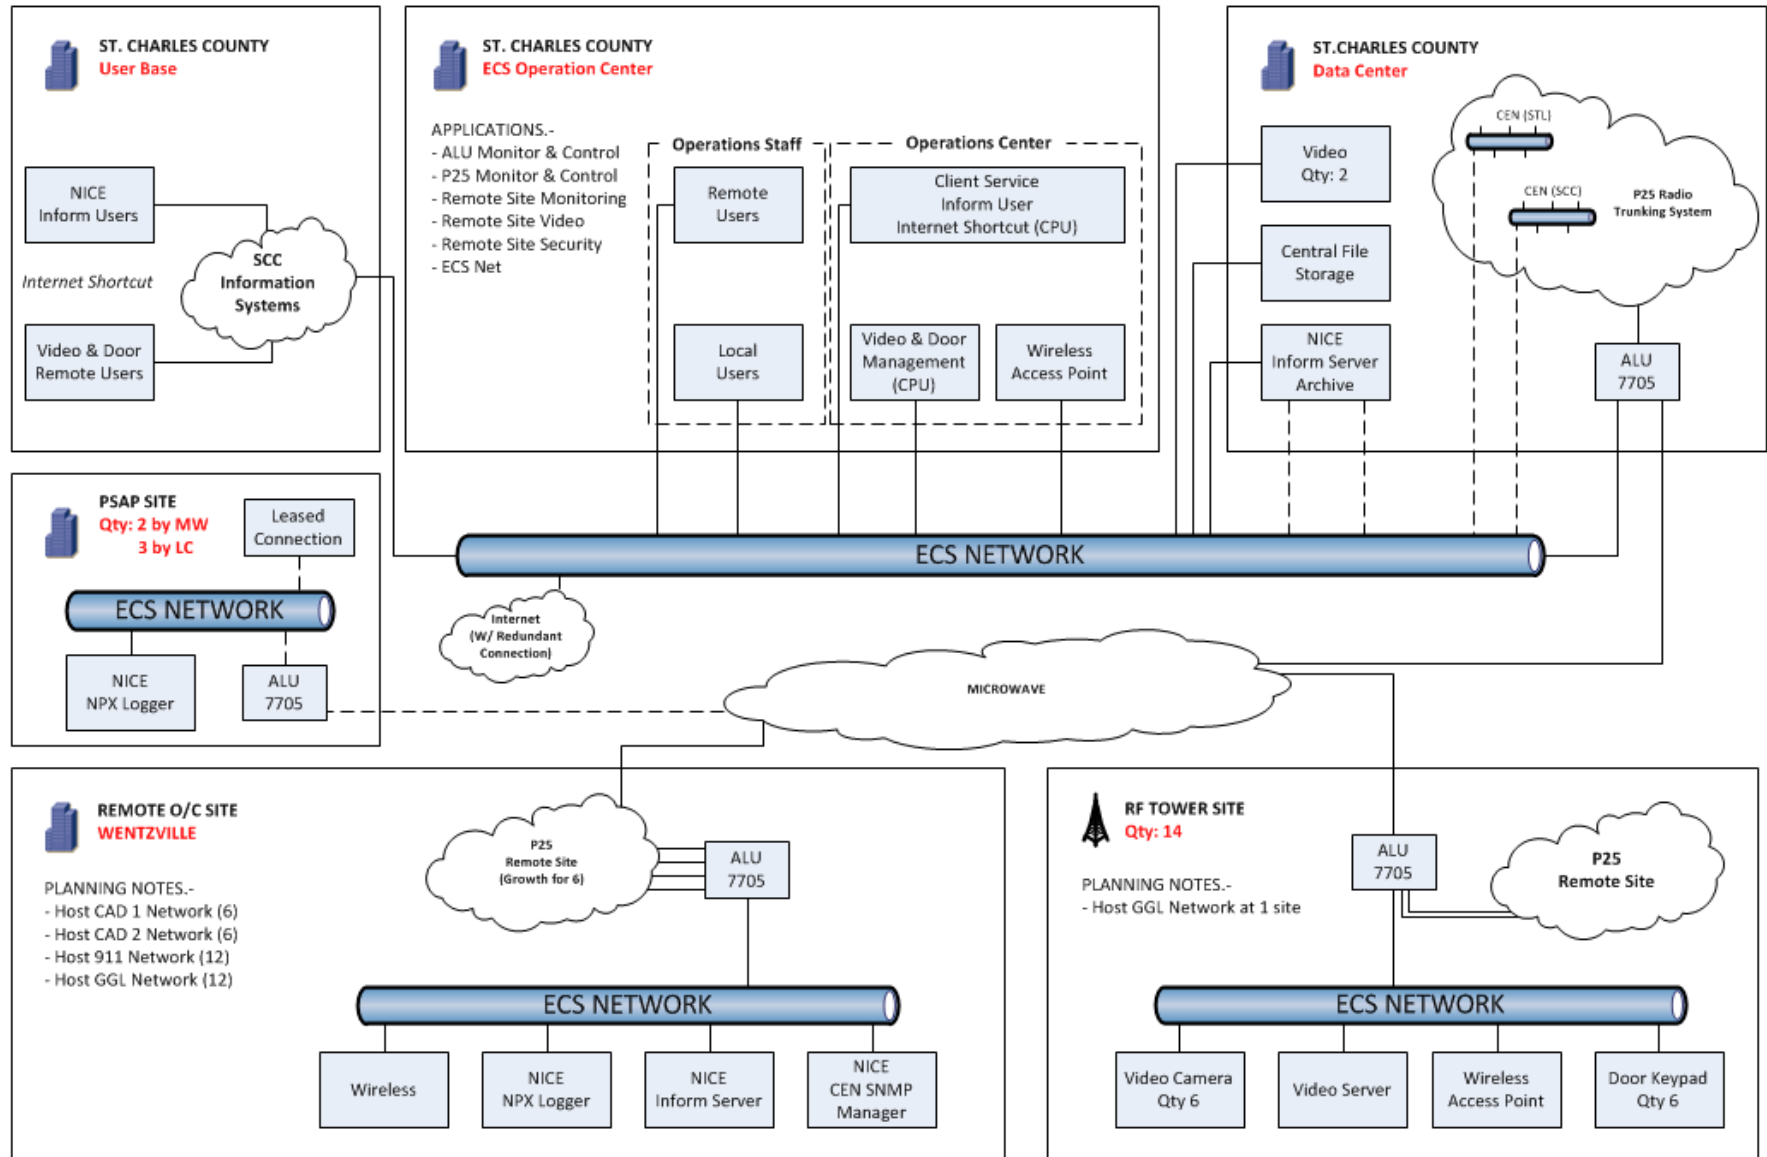 ST. CHARLES COUNTY
User Base
NICE
Inform Users
Internet Shortcut
Video & Door
Remote Users
SCC
Information
Systems
ST. CHARLES COUNTY
ECS Operation Center
APPLICATIONS.-
- ALU Monitor & Control
- P25 Monitor & Control
- Remote Site Monitoring
- Remote Site Video
- Remote Site Security
- ECS Net
Operations Staff
Remote
Users
Local
Users
Operations Center
Client Service
Inform User
Internet Shortcut (CPU)
Video & Door
Management
(CPU)
Wireless
Access Point
ST.CHARLES COUNTY
Data Center
Video
Qty: 2
Central File
Storage
NICE
Inform Server
Archive
CEN (STL)
CEN (SCC)
P25 Radio
Trunking System
ALU
7705
PSAP SITE
Qty: 2 by MW
3 by LC
Leased
Connection
ECS NETWORK
NICE
NPX Logger
ALU
7705
ECS NETWORK
Internet
(W/ Redundant
Connection)
MICROWAVE
REMOTE O/C SITE
WENTZVILLE
PLANNING NOTES.-
- Host CAD 1 Network (6)
- Host CAD 2 Network (6)
- Host 911 Network (12)
- Host GGL Network (12)
P25
Remote Site
(Growth for 6)
ALU
7705
ECS NETWORK
Wireless
NICE
NPX Logger
NICE
Inform Server
NICE
CEN SNMP
Manager
RF TOWER SITE
Qty: 14
PLANNING NOTES.-
- Host GGL Network at 1 site
ALU
7705
P25
Remote Site
ECS NETWORK
Video Camera
Qty 6
Video Server
Wireless
Access Point
Door Keypad
Qty 6